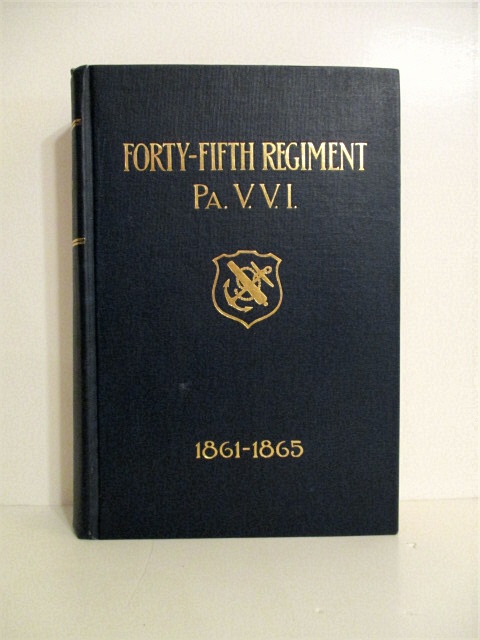 FORTY-FIFTH REGIMENT
PA. V. V. I.
1861-1865